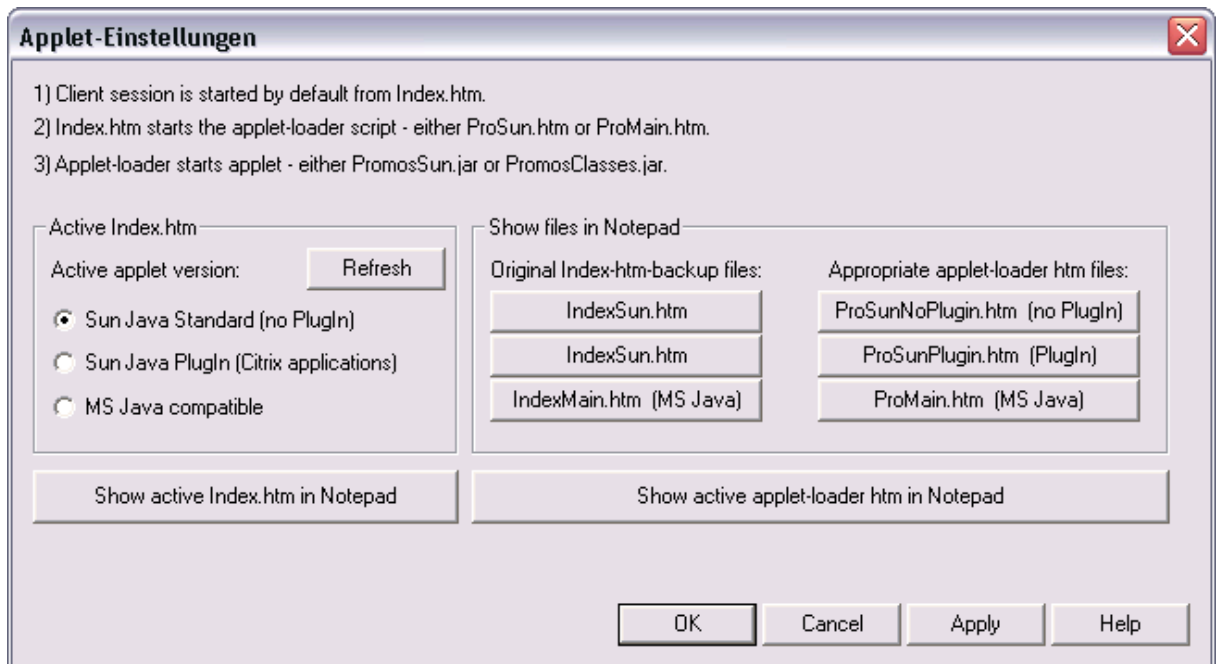 Applet-Einstellungen
1) Client session is started by default from Index.htm.
2) Index.htm starts the applet-loader script - either ProSun.htm or ProMain.htm.
3) Applet-loader starts applet - either PromosSun.jar or PromosClasses.jar.
Active Index.htm
Active applet version:
Refresh
Sun Java Standard (no PlugIn)
Sun Java PlugIn (Citrix applications)
MS Java compatible
Show files in Notepad
Original Index-htm-backup files:
Appropriate applet-loader htm files:
IndexSun.htm
ProSunNoPlugin.htm (no PlugIn)
IndexSun.htm
ProSunPlugin.htm (PlugIn)
IndexMain.htm (MS Java)
ProMain.htm (MS Java)
Show active Index.htm in Notepad
Show active applet-loader htm in Notepad
OK
Cancel
Apply
Help